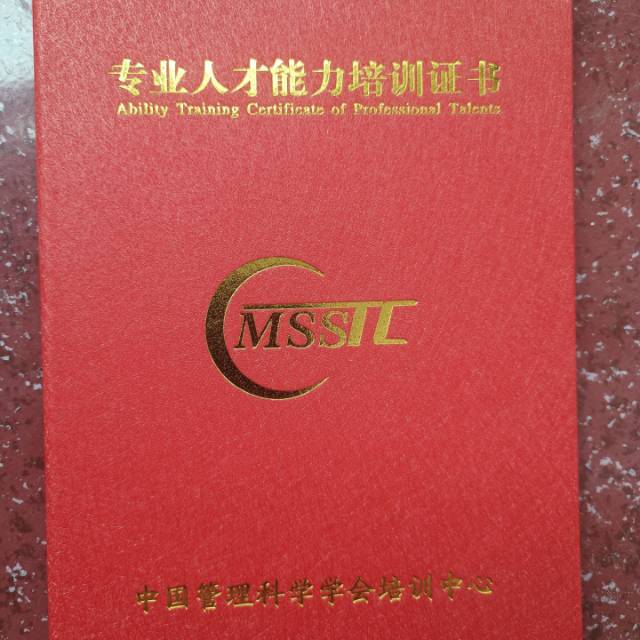 专业人才能力培训证书
Ability Training Certificate of Professional Talents
CMSSTC
中国管理科学学会培训中心